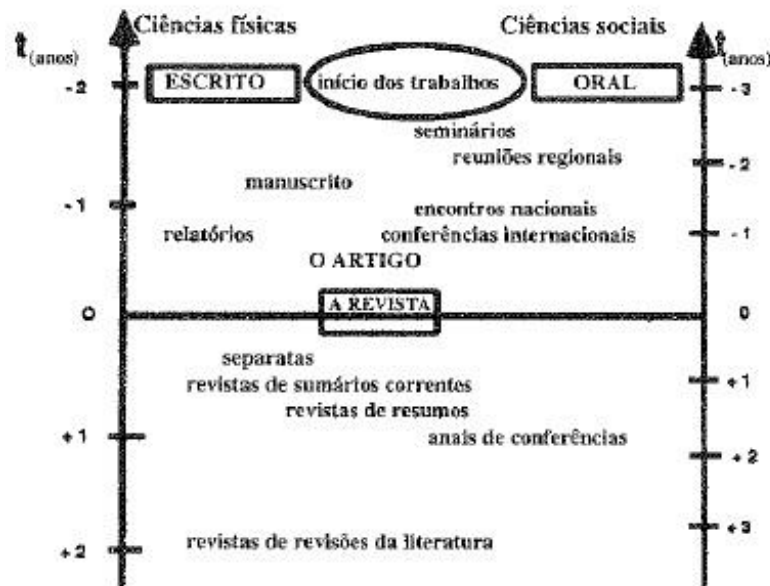 Ciências físicas Ciências sociais
t(anos) t(anos)
-2 ESCRITO início dos trabalhos ORAL -3
seminários
reuniões regionais -2
manuscrito
-1 encontros nacionais
relatórios conferências internacionais -1
O ARTIGO
0 A REVISTA 0
separatas
revistas de sumários correntes +1
revistas de resumos
+1 anais de conferências
+2
+3
revistas de revisões da literatura
+2